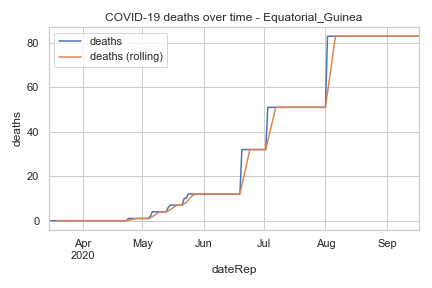 COVID-19 deaths over time - Equatorial_Guinea
deaths
deaths (rolling)
deaths
80
60
40
20
0
Apr May Jun Jul Aug Sep
2020
dateRep